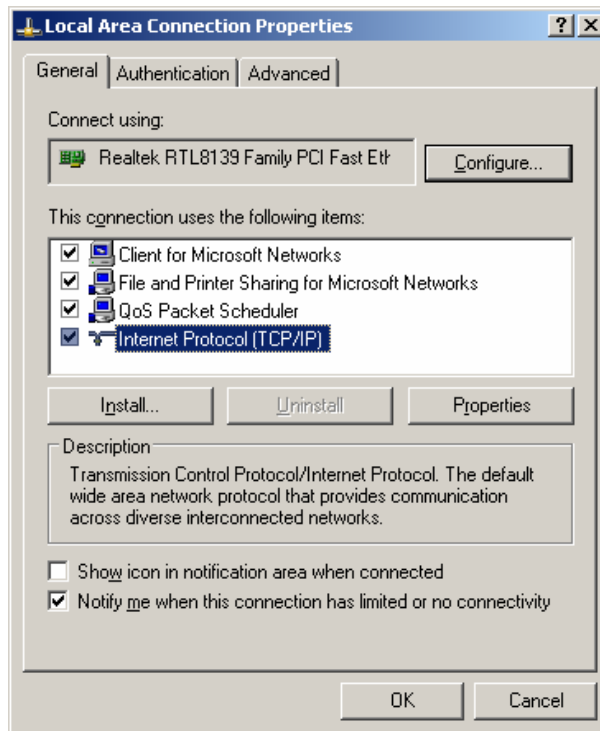 Local Area Connection Properties
General Authentication Advanced
Connect using:
Realtek RTL8139 Family PCI Fast Eth
Configure...
This connection uses the following items:
Client for Microsoft Networks
File and Printer Sharing for Microsoft Networks
QoS Packet Scheduler
Internet Protocol (TCP/IP)
Install... Uninstall Properties
Description
Transmission Control Protocol/Internet Protocol. The default
wide area network protocol that provides communication
across diverse interconnected networks.
Show icon in notification area when connected
Notify me when this connection has limited or no connectivity
OK Cancel